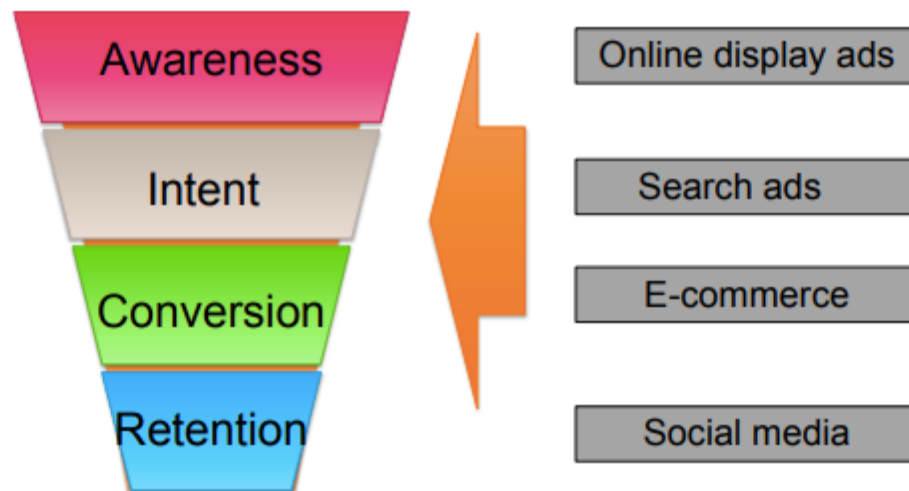 Awareness
Online display ads
Intent
Search ads
Conversion
E-commerce
Retention
Social media